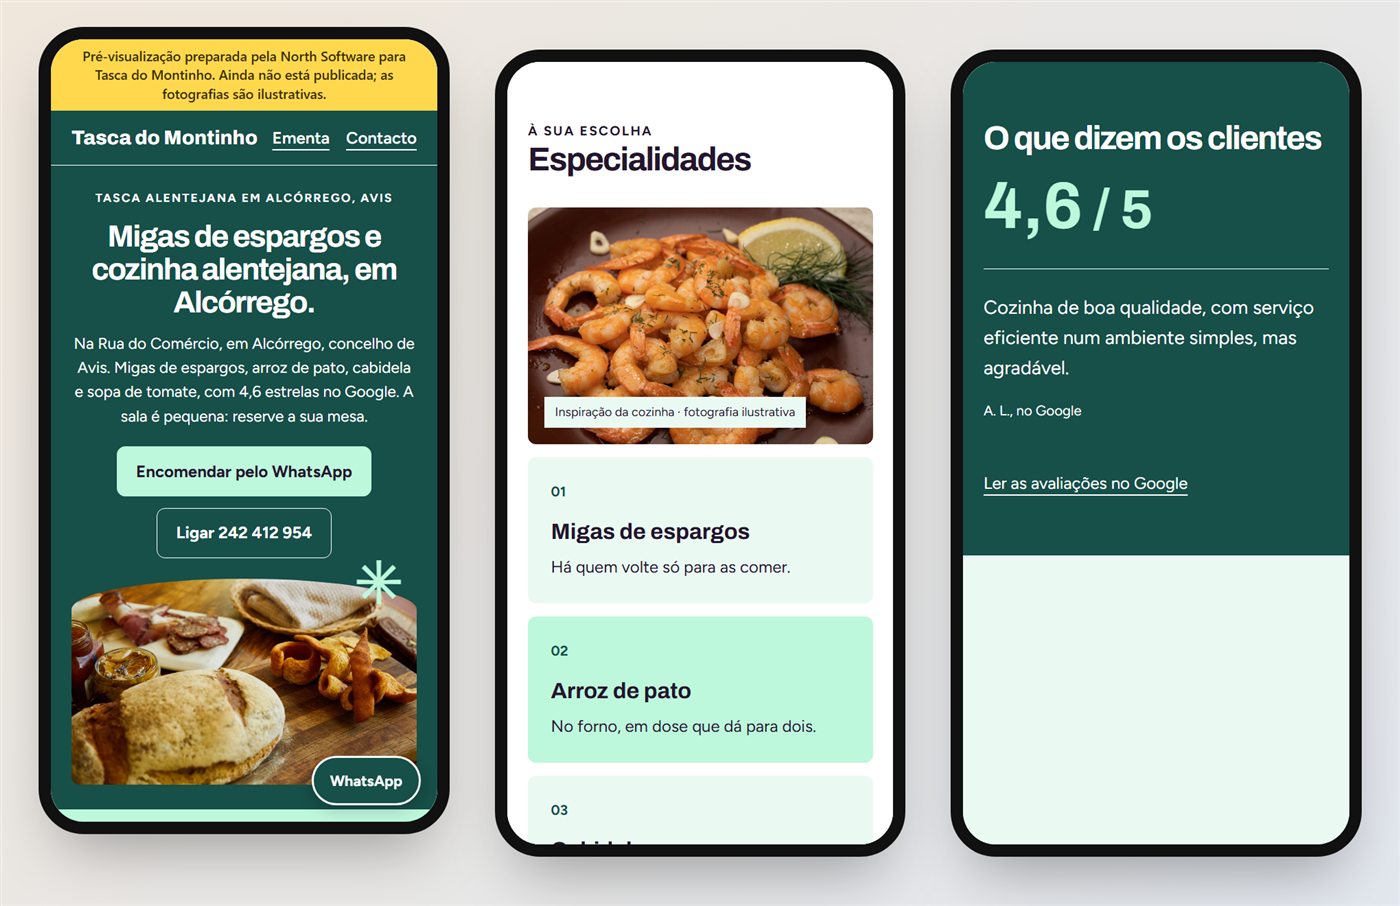 Pré-visualização preparada pela North Software para
Tasca do Montinho. Ainda não está publicada; as
fotografias são ilustrativas.
Tasca do Montinho Ementa Contacto
TASCA ALENTEJANA EM ALCÓRREGO, AVIS
Migas de espargos e
cozinha alentejana, em
Alcórrego.
Na Rua do Comércio, em Alcórrego, concelho de
Avis. Migas de espargos, arroz de pato, cabidela
e sopa de tomate, com 4,6 estrelas no Google. A
sala é pequena: reserve a sua mesa.
Encomendar pelo WhatsApp
Ligar 242 412 954
WhatsApp
À SUA ESCOLHA
Especialidades
Inspiração da cozinha · fotografia ilustrativa
01
Migas de espargos
Há quem volte só para as comer.
02
Arroz de pato
No forno, em dose que dá para dois.
03
O que dizem os clientes
4,6 / 5
Cozinha de boa qualidade, com serviço
eficiente num ambiente simples, mas
agradável.
A. L., no Google
Ler as avaliações no Google